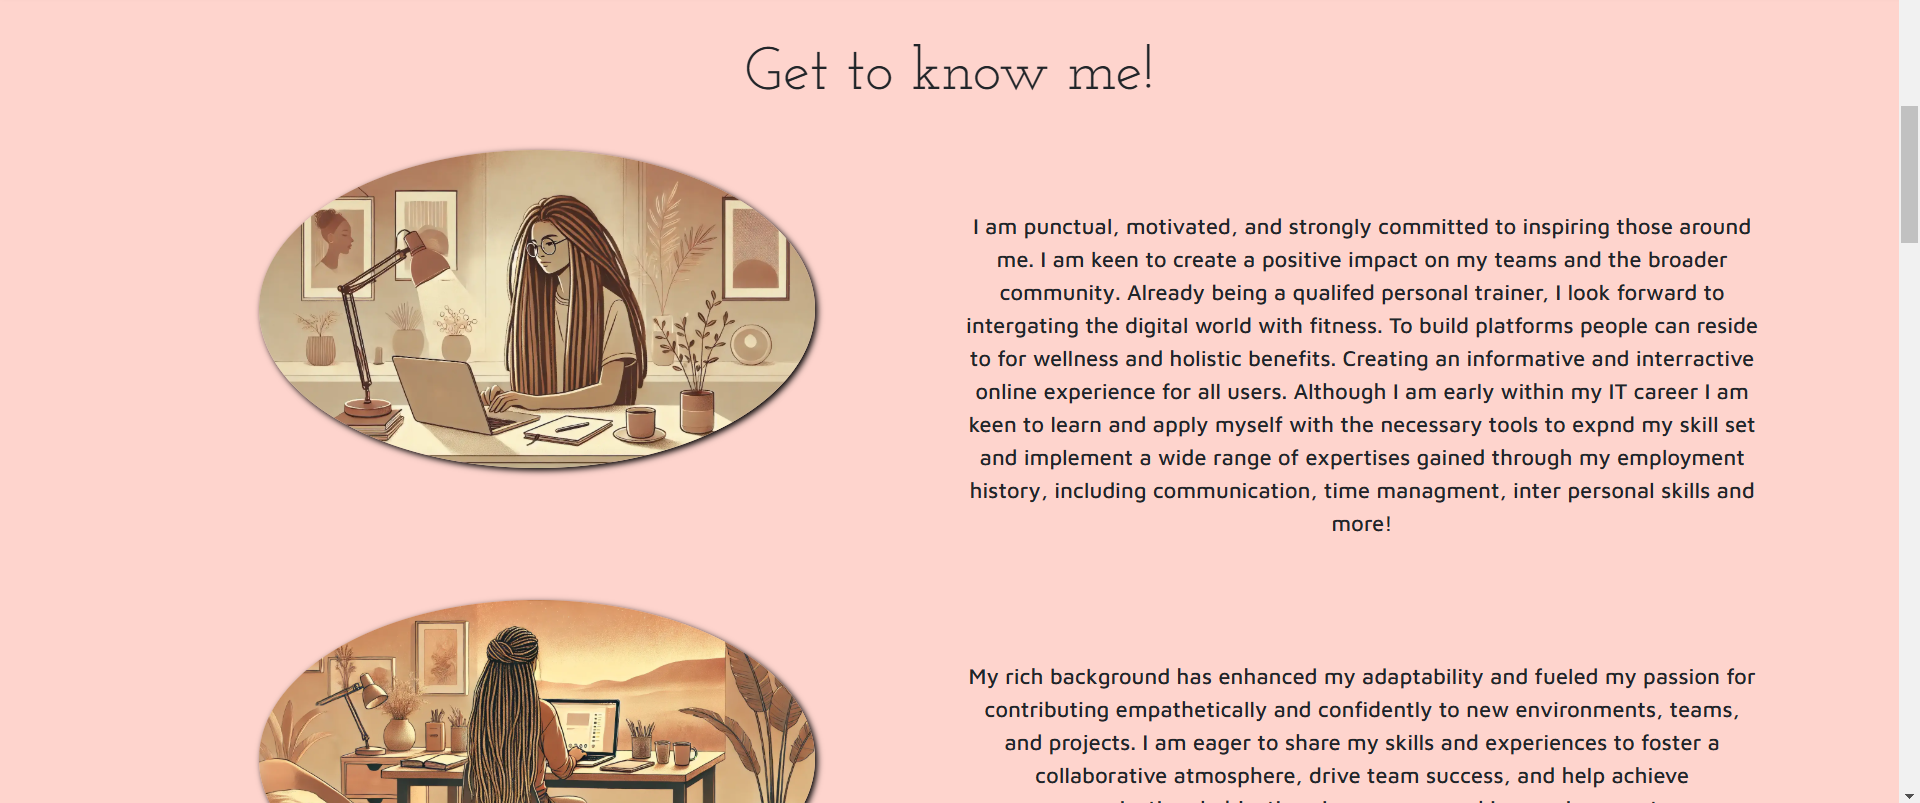 Get to know me!
I am punctual, motivated, and strongly committed to inspiring those around
me. I am keen to create a positive impact on my teams and the broader
community. Already being a qualifed personal trainer, I look forward to
intergating the digital world with fitness. To build platforms people can reside
to for wellness and holistic benefits. Creating an informative and interractive
online experience for all users. Although I am early within my IT career I am
keen to learn and apply myself with the necessary tools to expnd my skill set
and implement a wide range of expertises gained through my employment
history, including communication, time managment, inter personal skills and
more!
My rich background has enhanced my adaptability and fueled my passion for
contributing empathetically and confidently to new environments, teams,
and projects. I am eager to share my skills and experiences to foster a
collaborative atmosphere, drive team success, and help achieve